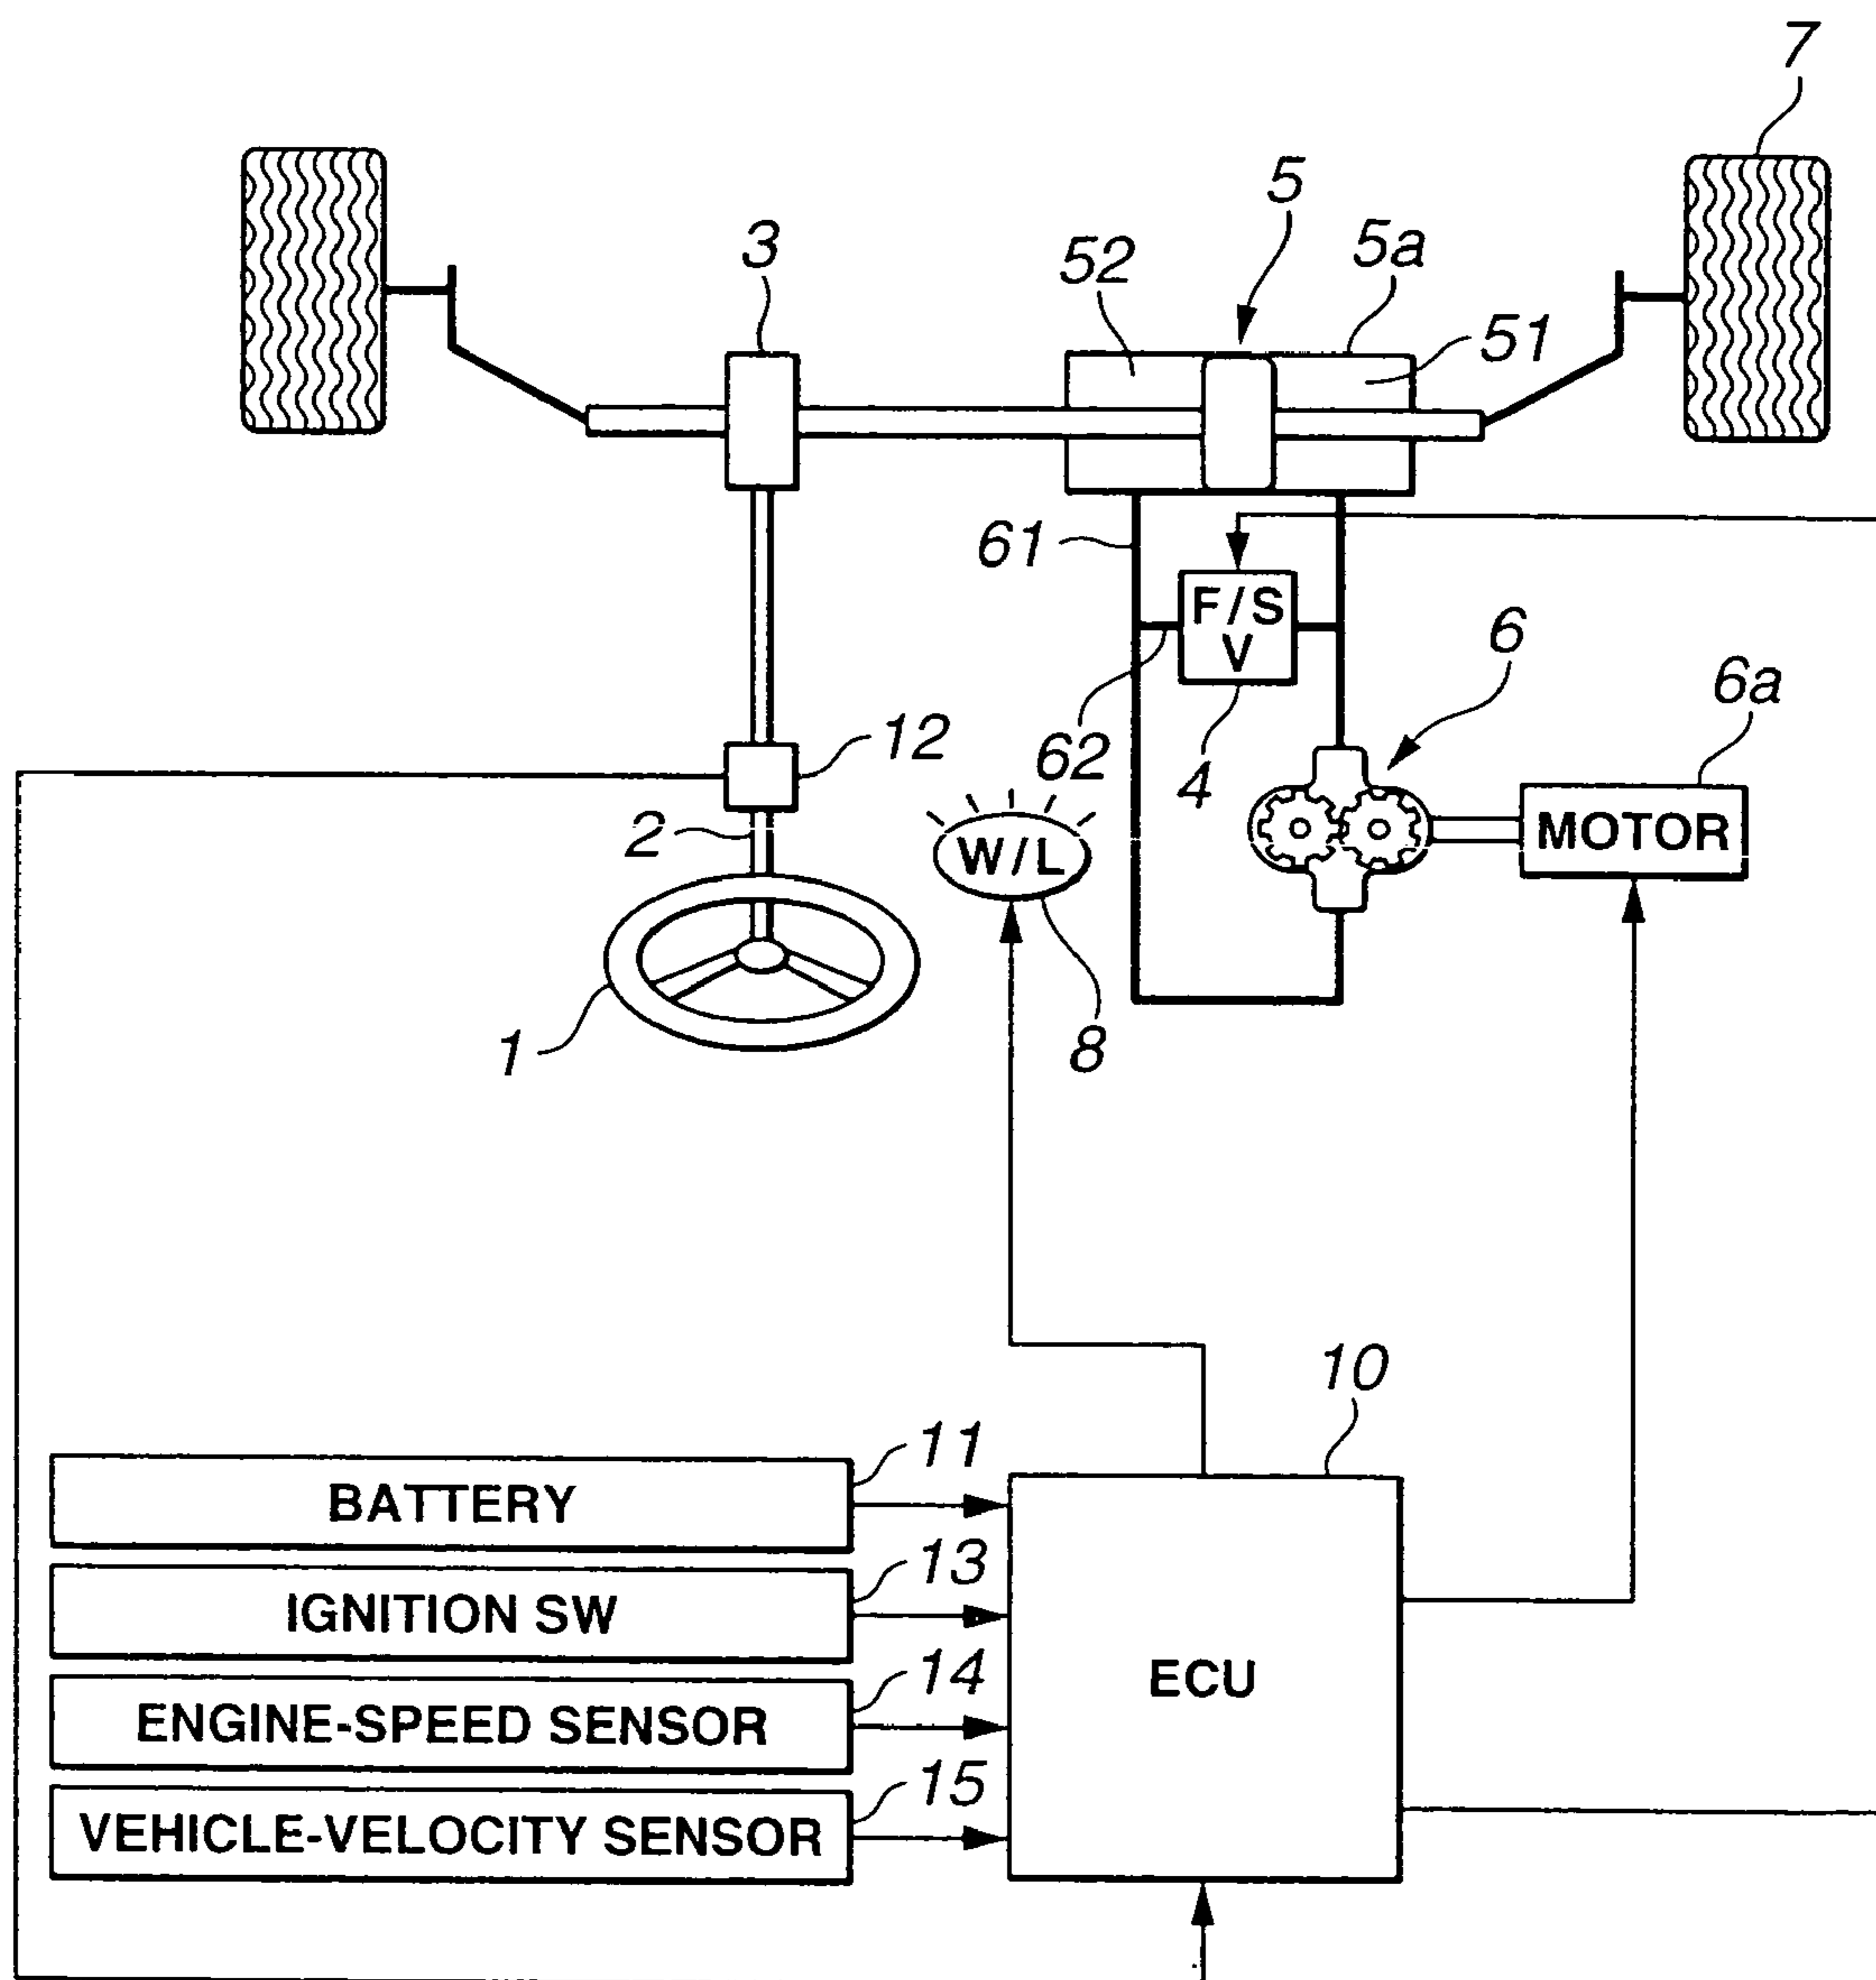 7
5
3
52
5a
51
61
F/S
V
6
6a
12
62
4
2
W/L
MOTOR
1
8
10
11
BATTERY
13
IGNITION SW
14
ECU
ENGINE-SPEED SENSOR
15
VEHICLE-VELOCITY SENSOR